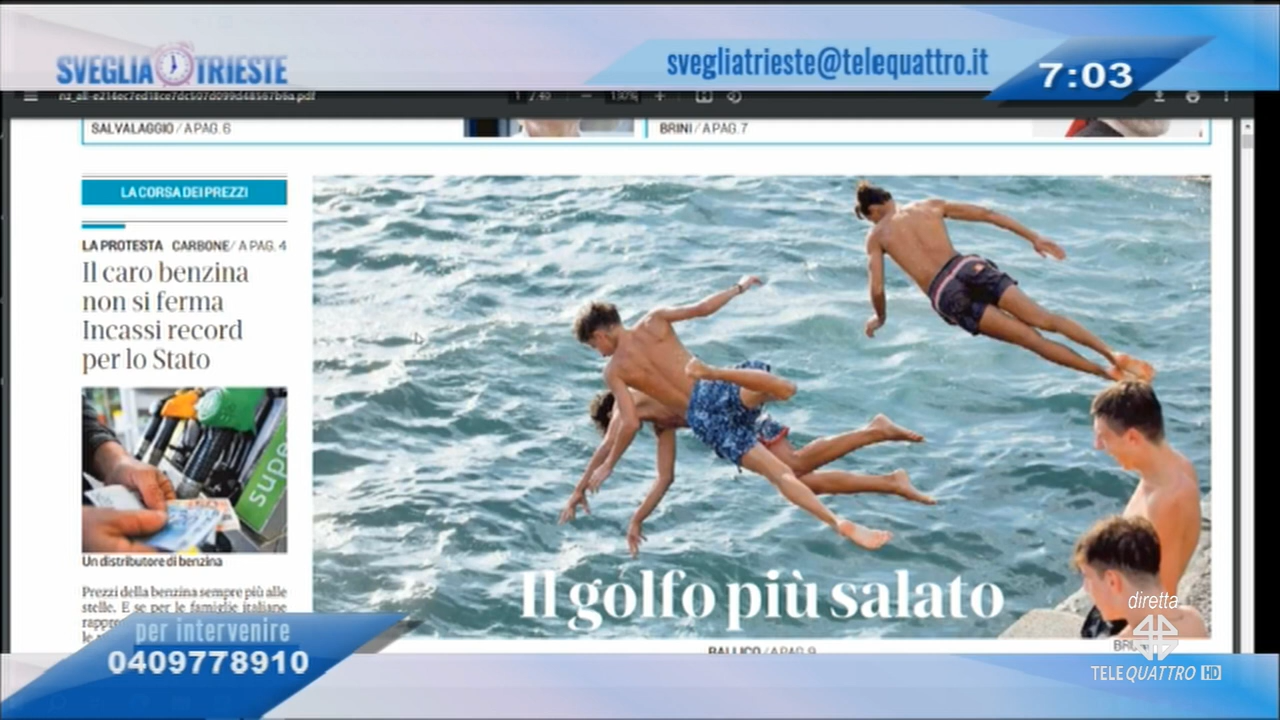 SVEGLIA TRIESTE
svegliatrieste@telequattro.it
7:03
SALVALAGGIO / A PAG. 6
BRINI / A PAG. 7
LA CORSA DEI PREZZI
LA PROTESTA CARBONE / A PAG. 4
Il caro benzina
non si ferma
Incassi record
per lo Stato
super
Un distributore di benzina
Prezzi della benzina sempre più alle
stelle. E se per le famiglie italiane
Il golfo più salato
BALLICO / A PAG. 9
per intervenire
0409778910
diretta
TELEQUATTRO HD